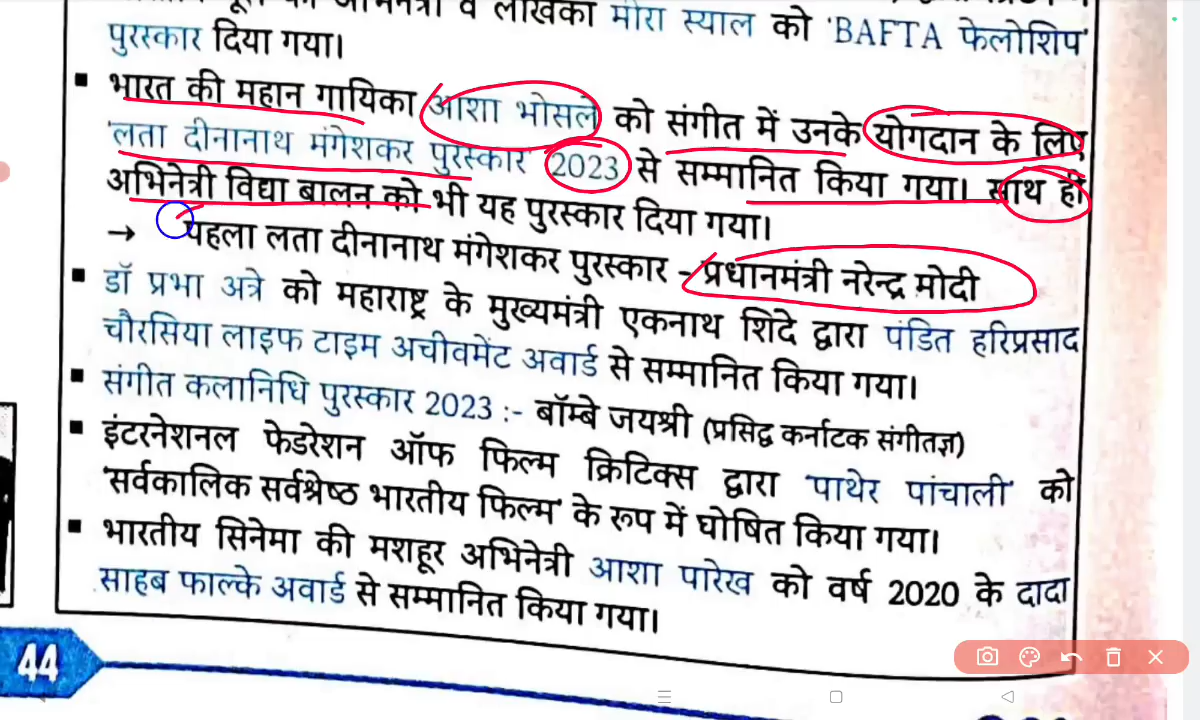 को अभिनेत्री व लेखिका मीरा स्याल को 'BAFTA फेलोशिप'
पुरस्कार दिया गया।
▪ भारत की महान गायिका आशा भोसले को संगीत में उनके योगदान के लिए
'लता दीनानाथ मंगेशकर पुरस्कार' 2023 से सम्मानित किया गया। साथ ही
अभिनेत्री विद्या बालन को भी यह पुरस्कार दिया गया।
→ पहला लता दीनानाथ मंगेशकर पुरस्कार - प्रधानमंत्री नरेन्द्र मोदी
▪ डॉ प्रभा अत्रे को महाराष्ट्र के मुख्यमंत्री एकनाथ शिंदे द्वारा पंडित हरिप्रसाद
चौरसिया लाइफ टाइम अचीवमेंट अवार्ड से सम्मानित किया गया।
▪ संगीत कलानिधि पुरस्कार 2023 :- बॉम्बे जयश्री (प्रसिद्ध कर्नाटक संगीतज्ञ)
▪ इंटरनेशनल फेडरेशन ऑफ फिल्म क्रिटिक्स द्वारा 'पाथेर पांचाली' को
'सर्वकालिक सर्वश्रेष्ठ भारतीय फिल्म' के रूप में घोषित किया गया।
▪ भारतीय सिनेमा की मशहूर अभिनेत्री आशा पारेख को वर्ष 2020 के दादा
साहब फाल्के अवार्ड से सम्मानित किया गया।
44